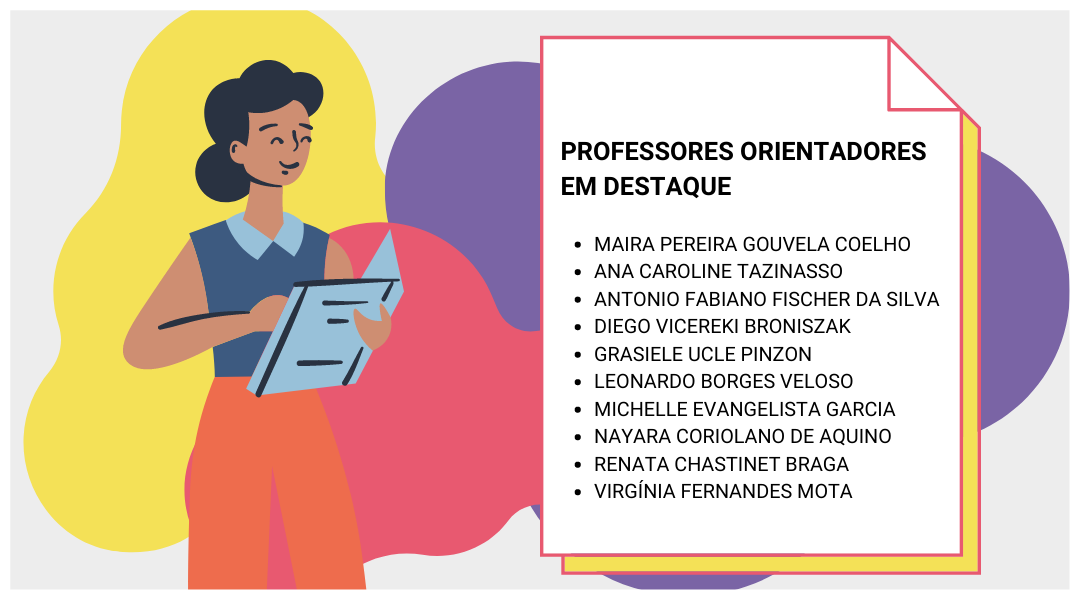 PROFESSORES ORIENTADORES
EM DESTAQUE
• MAIRA PEREIRA GOUVELA COELHO
• ANA CAROLINE TAZINASSO
• ANTONIO FABIANO FISCHER DA SILVA
• DIEGO VICEREKI BRONISZAK
• GRASIELE UCLE PINZON
• LEONARDO BORGES VELOSO
• MICHELLE EVANGELISTA GARCIA
• NAYARA CORIOLANO DE AQUINO
• RENATA CHASTINET BRAGA
• VIRGÍNIA FERNANDES MOTA